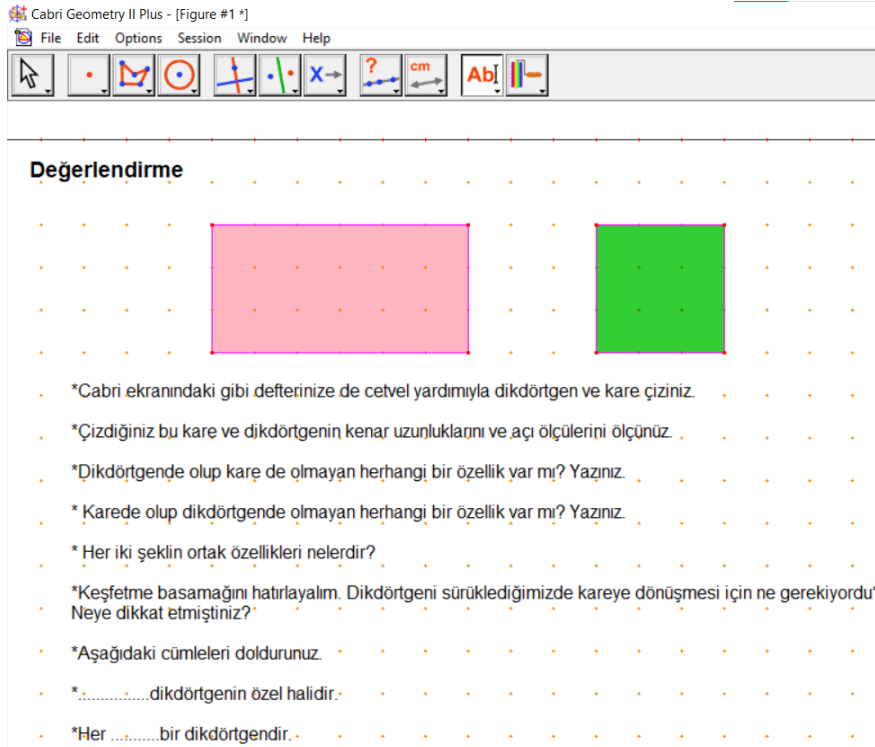 Cabri Geometry II Plus - [Figure #1 *]
File Edit Options Session Window Help
? cm
X Ab
Değerlendirme
*Cabri ekranındaki gibi defterinize de cetvel yardımıyla dikdörtgen ve kare çiziniz.
*Çizdiğiniz bu kare ve dikdörtgenin kenar uzunluklarını ve açı ölçülerini ölçünüz.
*Dikdörtgende olup kare de olmayan herhangi bir özellik var mı? Yazınız.
* Karede olup dikdörtgende olmayan herhangi bir özellik var mı? Yazınız.
* Her iki şeklin ortak özellikleri nelerdir?
*Keşfetme basamağını hatırlayalım. Dikdörtgeni sürüklediğimizde kareye dönüşmesi için ne gerekiyordu?
Neye dikkat etmiştiniz?
*Aşağıdaki cümleleri doldurunuz.
*................dikdörtgenin özel halidir.
*Her ...........bir dikdörtgendir.